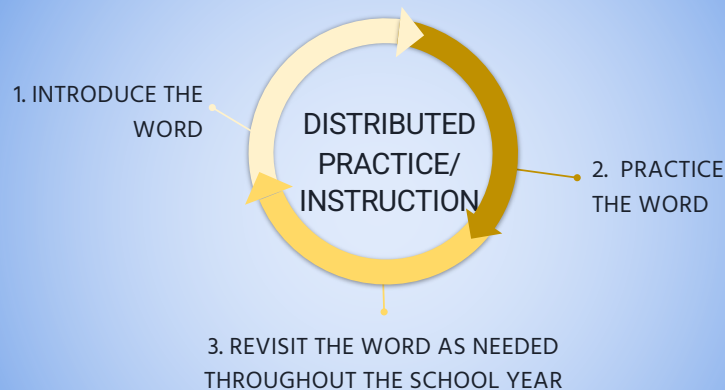 1. INTRODUCE THE
WORD
DISTRIBUTED
PRACTICE/
INSTRUCTION
2. PRACTICE
THE WORD
3. REVISIT THE WORD AS NEEDED
THROUGHOUT THE SCHOOL YEAR